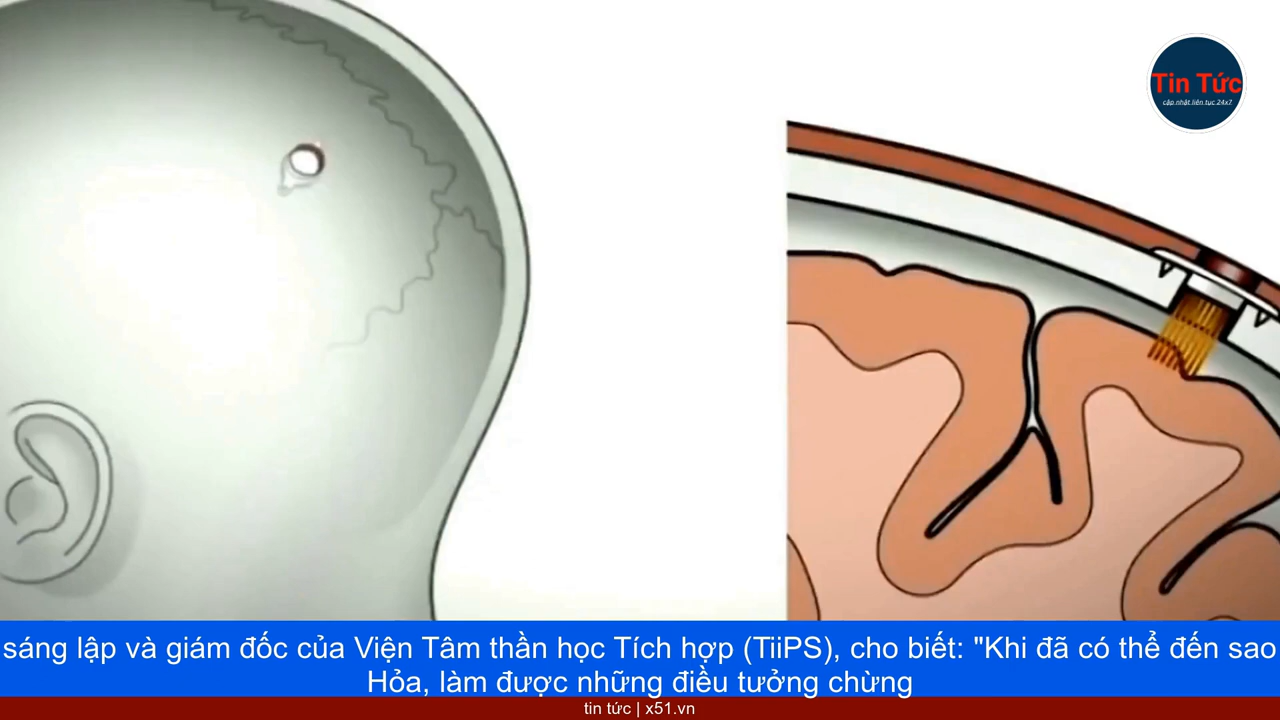 Tin Tức
cập nhật liên tục 24x7
sáng lập và giám đốc của Viện Tâm thần học Tích hợp (TiiPS), cho biết: "Khi đã có thể đến sao
Hỏa, làm được những điều tưởng chừng
tin tức | x51.vn